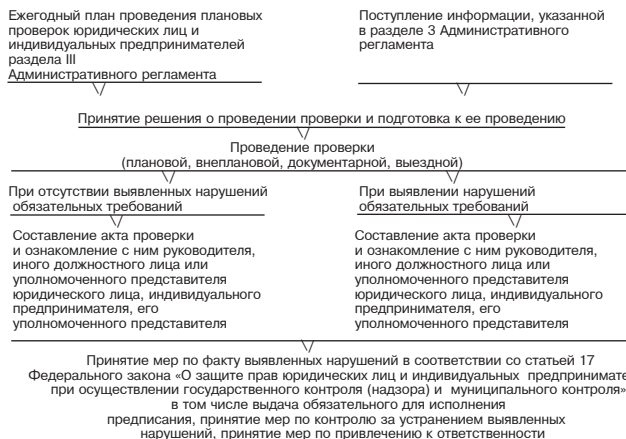 Ежегодный план проведения плановых
проверок юридических лиц и
индивидуальных предпринимателей
раздела III
Административного регламента
Поступление информации, указанной
в разделе 3 Административного
регламента
Принятие решения о проведении проверки и подготовка к ее проведению
Проведение проверки
(плановой, внеплановой, документарной, выездной)
При отсутствии выявленных нарушений
обязательных требований
При выявлении нарушений
обязательных требований
Составление акта проверки
и ознакомление с ним руководителя,
иного должностного лица или
уполномоченного представителя
юридического лица, индивидуального
предпринимателя, его
уполномоченного представителя
Составление акта проверки
и ознакомление с ним руководителя,
иного должностного лица или
уполномоченного представителя
юридического лица, индивидуального
предпринимателя, его
уполномоченного представителя
Принятие мер по факту выявленных нарушений в соответствии со статьей 17
Федерального закона «О защите прав юридических лиц и индивидуальных предпринимате
при осуществлении государственного контроля (надзора) и муниципального контроля»
в том числе выдача обязательного для исполнения
предписания, принятие мер по контролю за устранением выявленных
нарушений, принятие мер по привлечению к ответственности